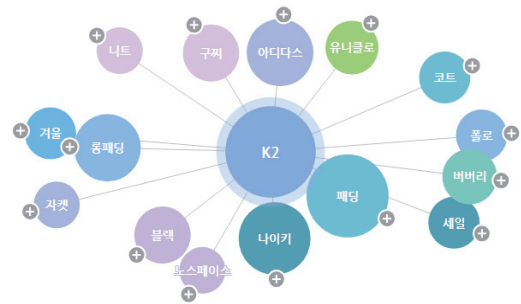 니트
구찌
아디다스
유니클로
코트
겨울
롱패딩
K2
폴로
버버리
자켓
패딩
세일
블랙
나이키
노스페이스